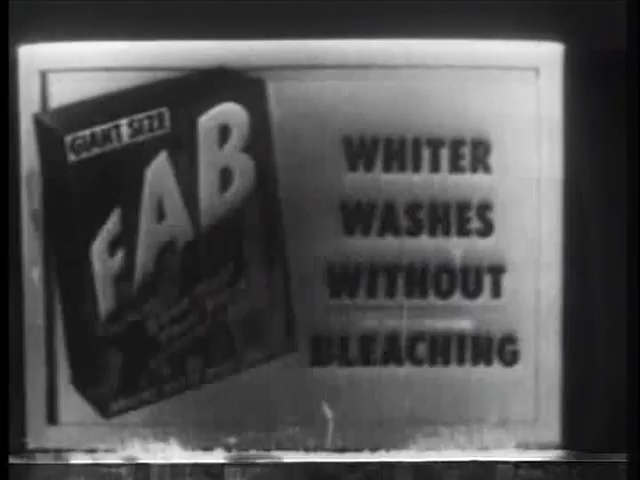 GIANT SIZE
FAB
WHITER
WASHES
WITHOUT
BLEACHING